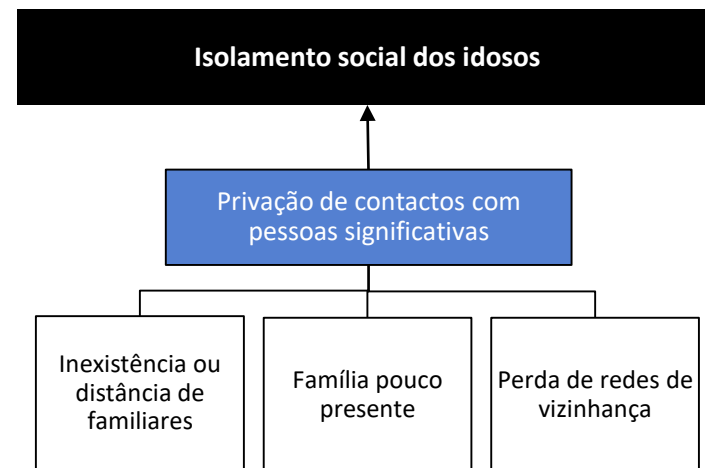 Isolamento social dos idosos
Privação de contactos com
pessoas significativas
Inexistência ou
distância de
familiares
Família pouco
presente
Perda de redes de
vizinhança